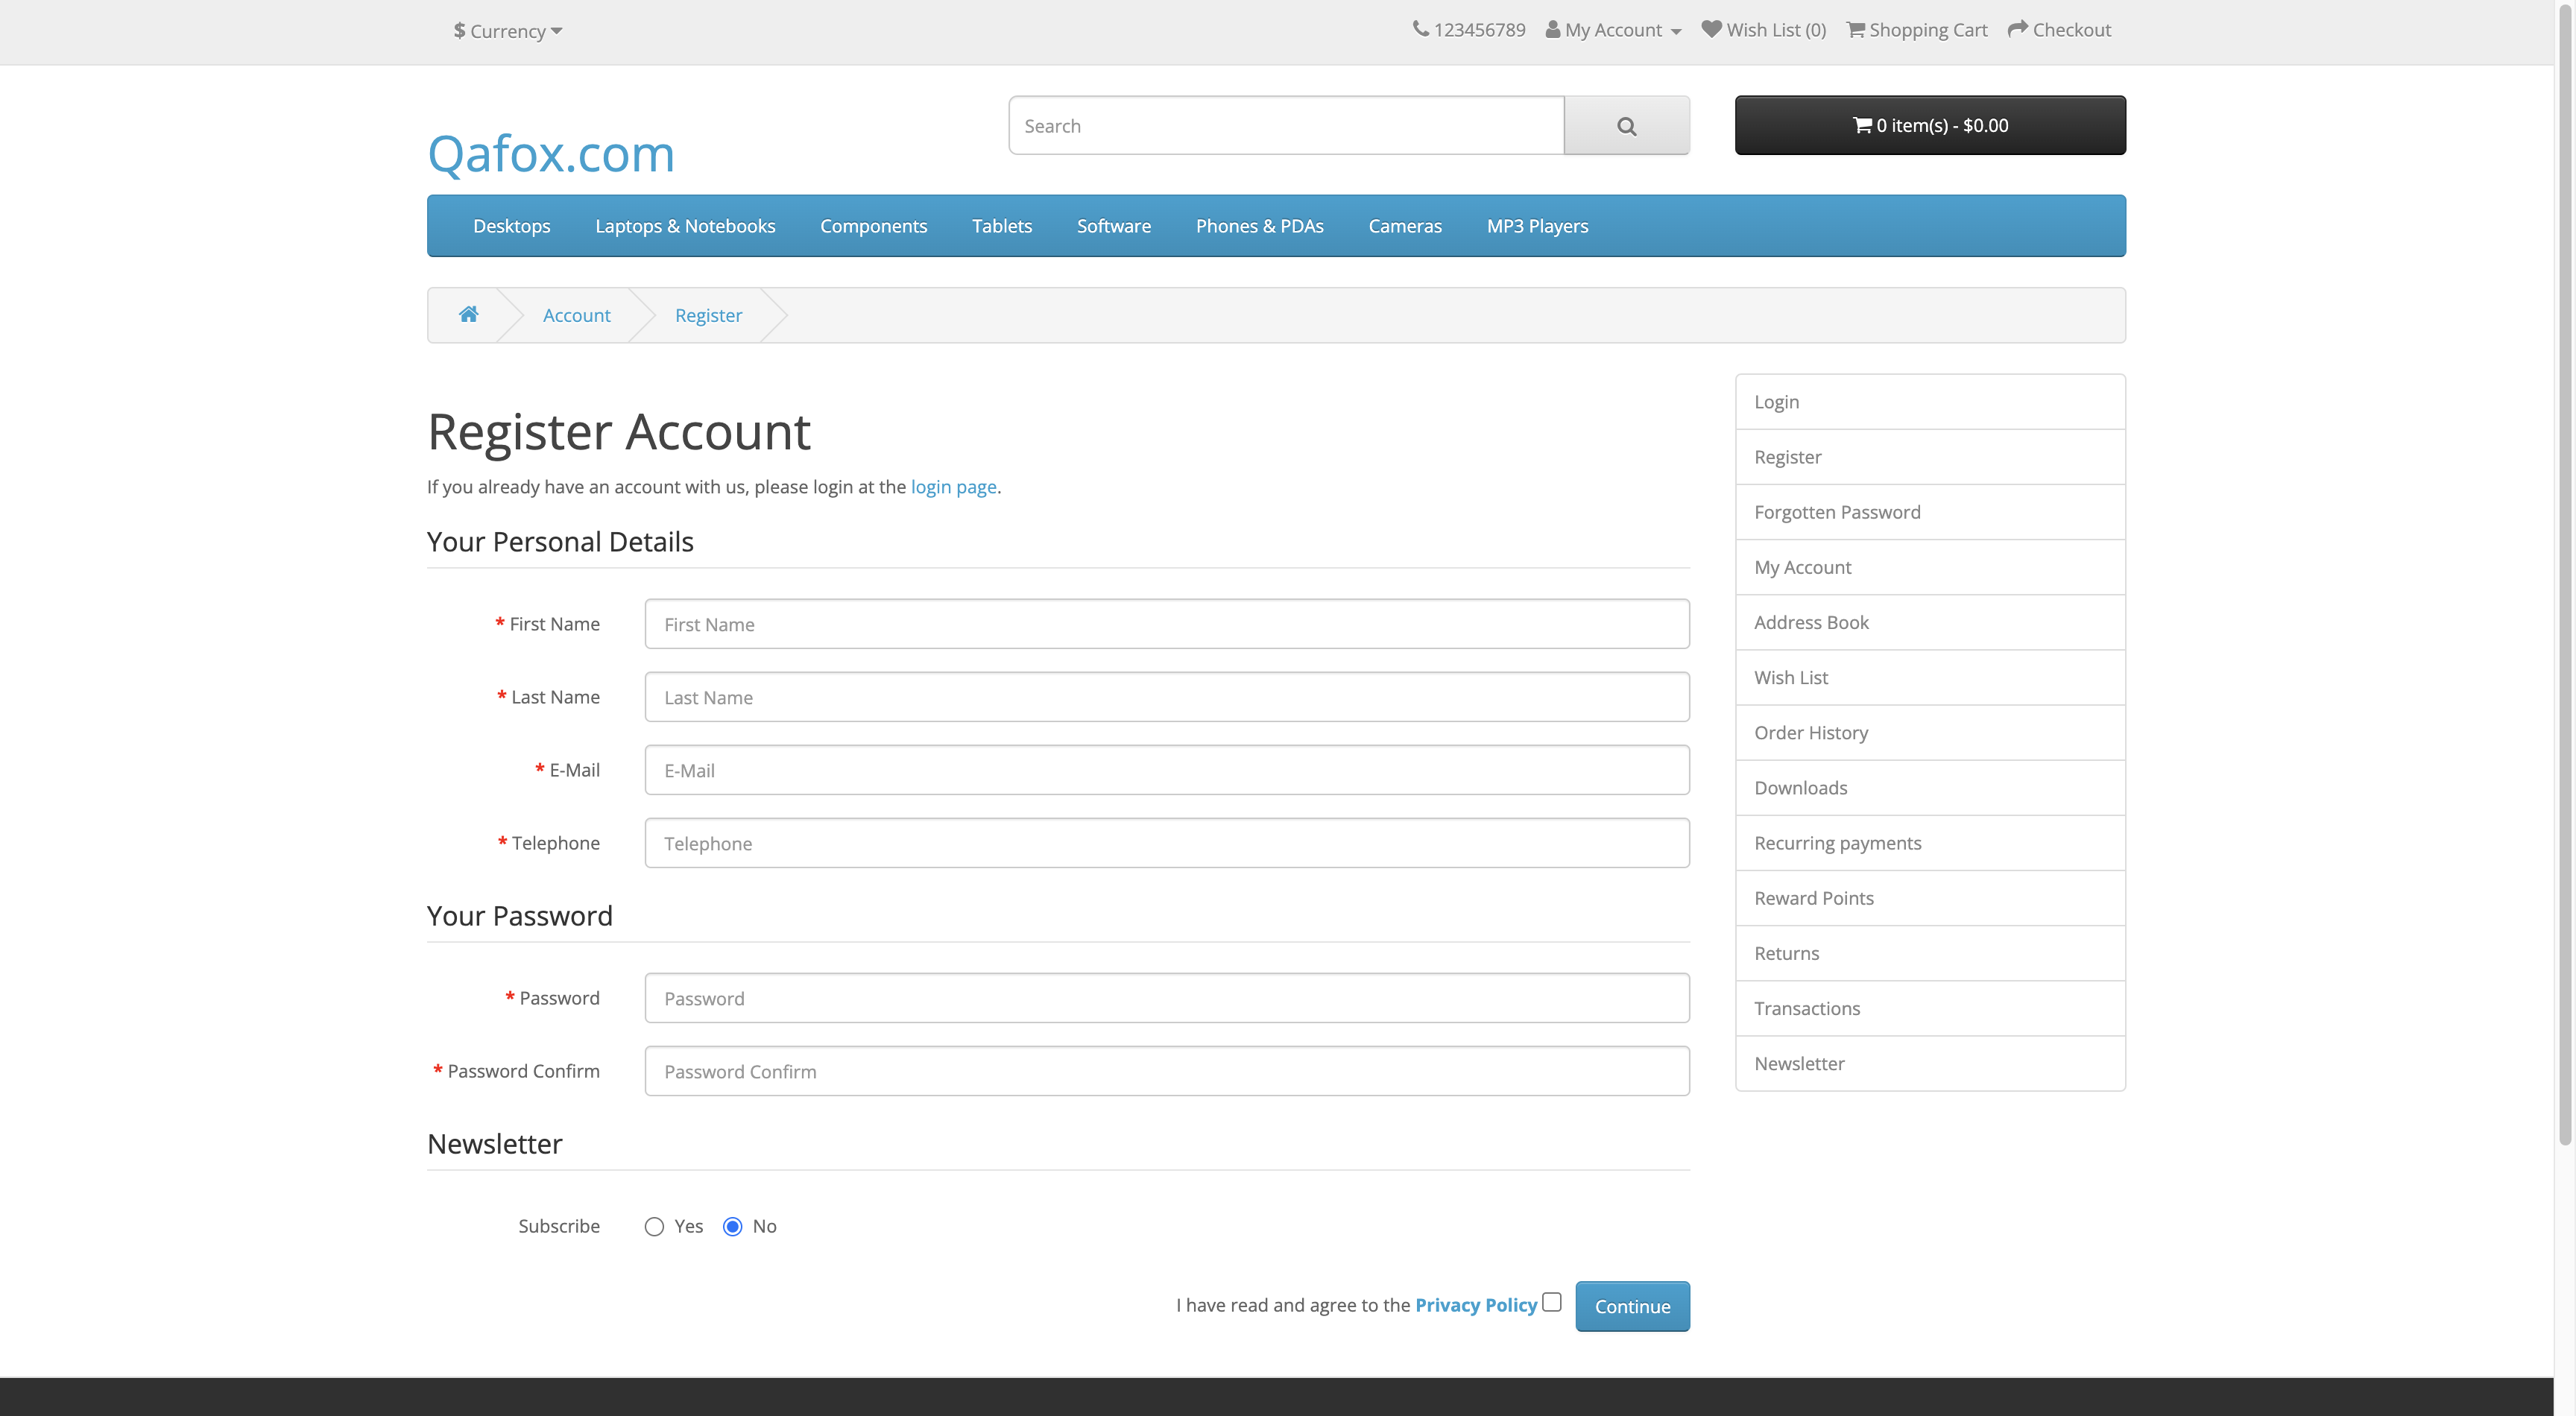 $ Currency
123456789 My Account Wish List (0) Shopping Cart Checkout
Qafox.com
Search
0 item(s) - $0.00
Desktops Laptops & Notebooks Components Tablets Software Phones & PDAs Cameras MP3 Players
Account Register
Register Account
If you already have an account with us, please login at the login page.
Your Personal Details
* First Name First Name
* Last Name Last Name
* E-Mail E-Mail
* Telephone Telephone
Your Password
* Password Password
* Password Confirm Password Confirm
Newsletter
Subscribe Yes No
I have read and agree to the Privacy Policy Continue
Login
Register
Forgotten Password
My Account
Address Book
Wish List
Order History
Downloads
Recurring payments
Reward Points
Returns
Transactions
Newsletter